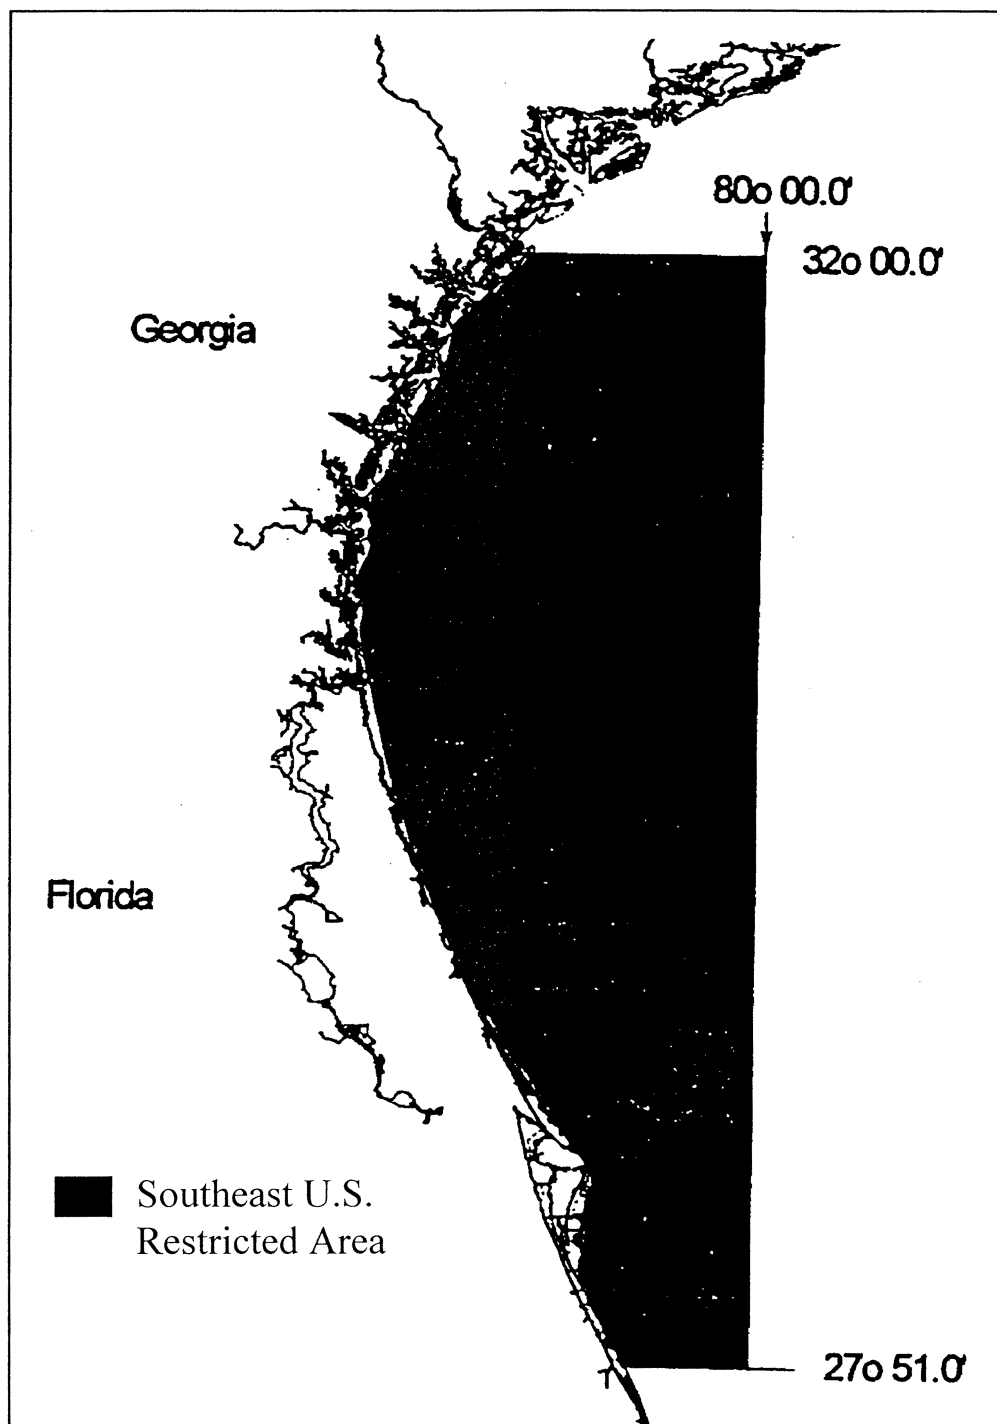 80o 00.0'
32o 00.0'
Georgia
Florida
Southeast U.S.
Restricted Area
27o 51.0'